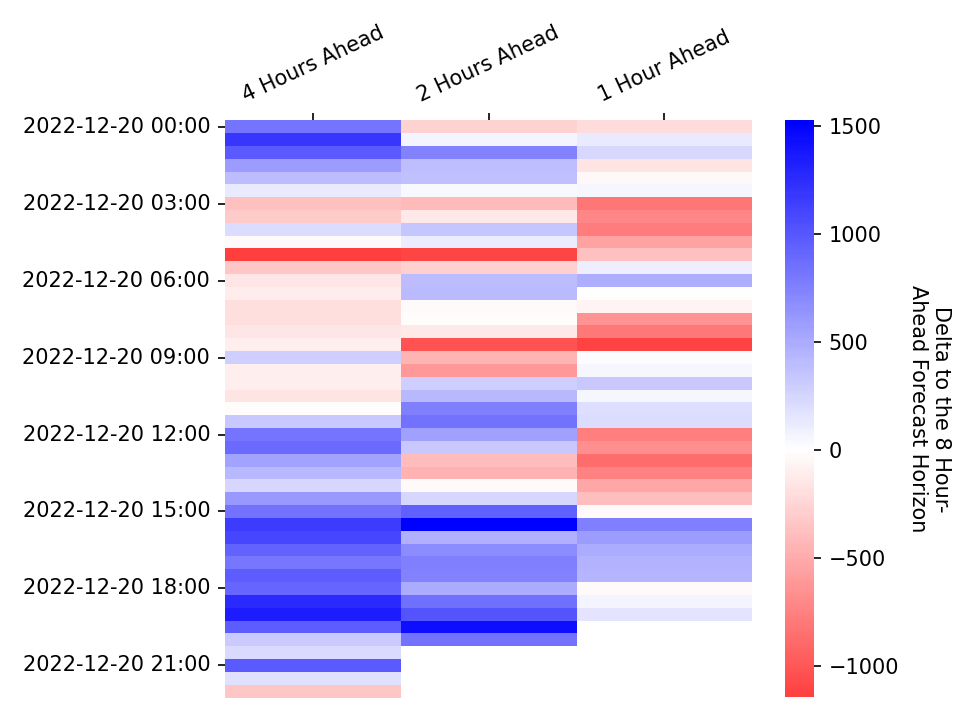 4 Hours Ahead
2 Hours Ahead
1 Hour Ahead
2022-12-20 00:00
2022-12-20 03:00
2022-12-20 06:00
2022-12-20 09:00
2022-12-20 12:00
2022-12-20 15:00
2022-12-20 18:00
2022-12-20 21:00
1500
1000
500
0
−500
−1000
Delta to the 8 Hour-
Ahead Forecast Horizon